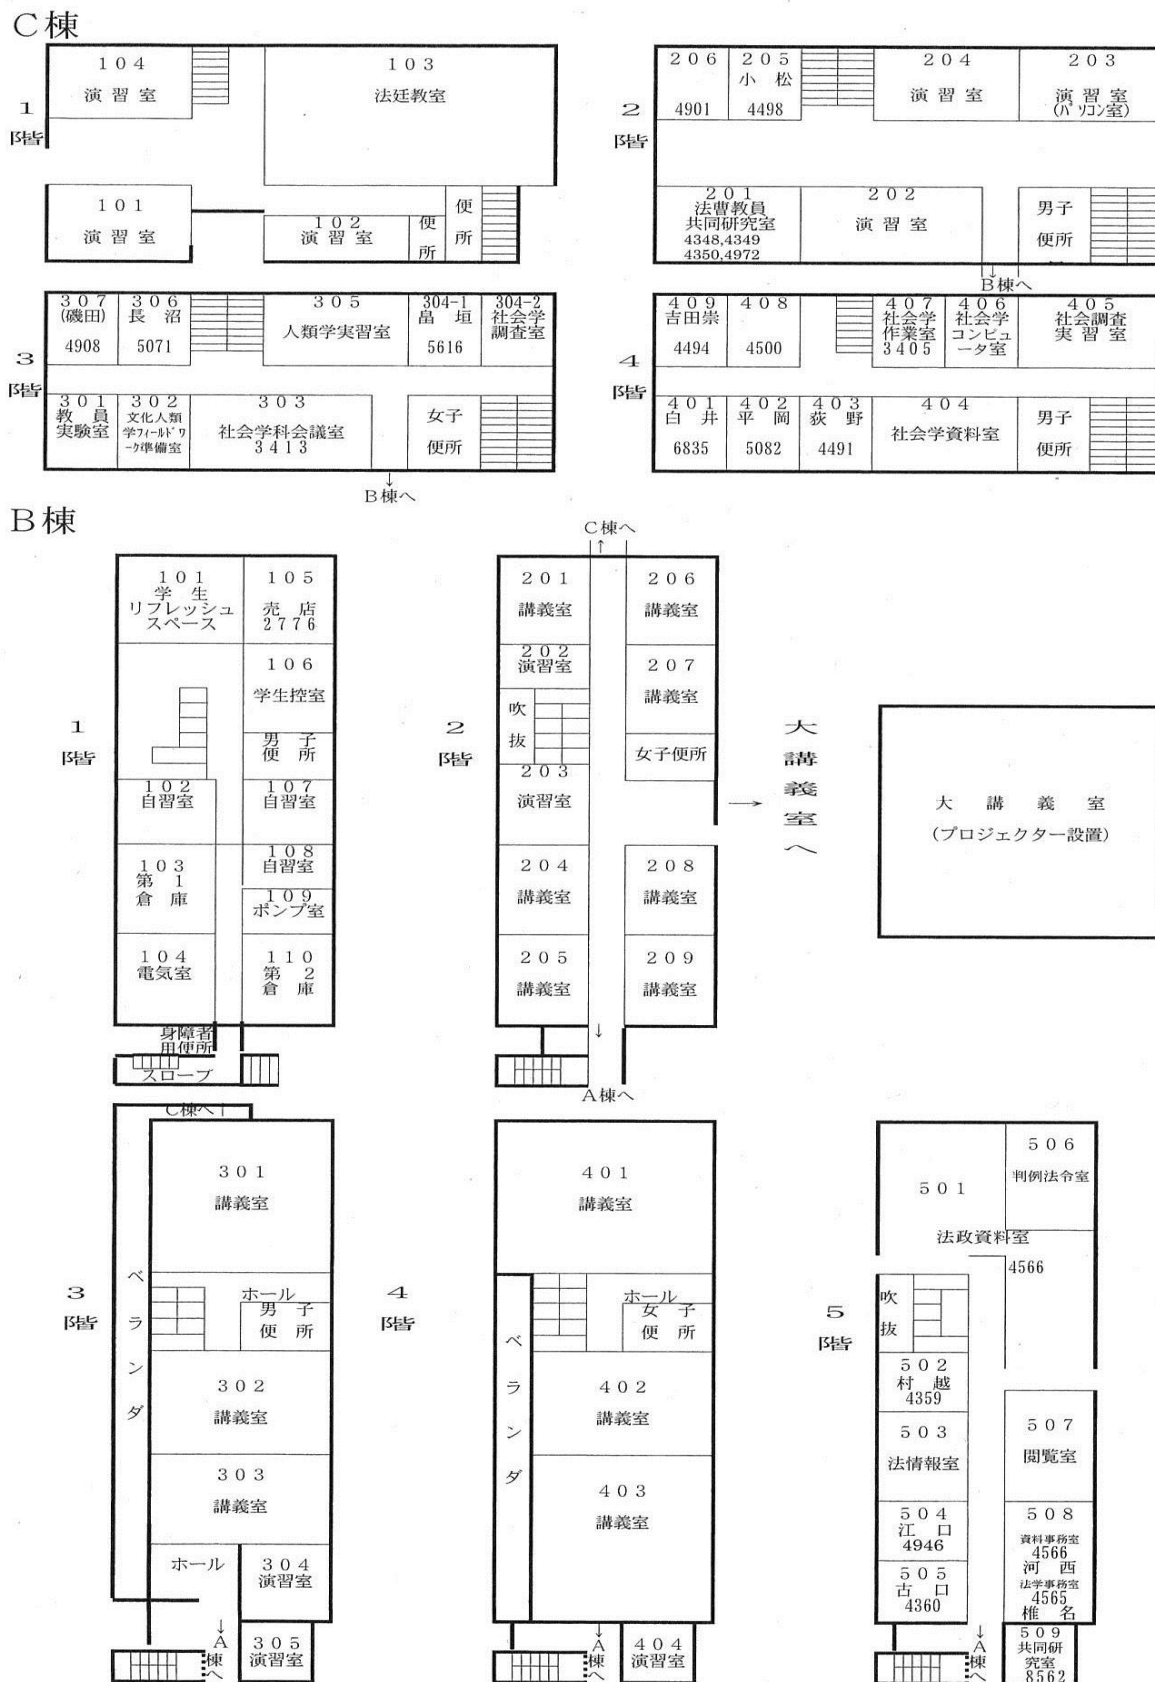 C棟
1階
104
演習室
103
法廷教室
101
演習室
102
演習室
便所
便所
2階
206
4901
205
小松
4498
204
演習室
203
演習室
(パソコン室)
201
法曹教員
共同研究室
4348,4349
4350,4972
202
演習室
男子
便所
↓
B棟へ
3階
307
(磯田)
4908
306
長沼
5071
305
人類学実習室
304-1
畠垣
5616
304-2
社会学
調査室
301
教員
実験室
302
文化人類
学フィールドワ
ーク準備室
303
社会学科会議室
3413
女子
便所
↓
B棟へ
4階
409
吉田崇
4494
408
4500
407
社会学
作業室
3405
406
社会学
コンピュ
ータ室
405
社会調査
実習室
401
白井
6835
402
平岡
5082
403
荻野
4491
404
社会学資料室
男子
便所
B棟
1階
101
学生
リフレッシュ
スペース
105
売店
2776
106
学生控室
男子
便所
102
自習室
107
自習室
108
自習室
103
第1
倉庫
109
ポンプ室
104
電気室
110
第2
倉庫
身障者
用便所
スロープ
2階
C棟へ
↑
201
講義室
206
講義室
202
演習室
207
講義室
吹抜
女子便所
203
演習室
→
大講義室へ
204
講義室
208
講義室
205
講義室
209
講義室
↓
A棟へ
大講義室
(プロジェクター設置)
3階
C棟へ↑
ベランダ
301
講義室
ホール
男子
便所
302
講義室
303
講義室
ホール
304
演習室
↓
A棟へ
305
演習室
4階
401
講義室
ベランダ
ホール
女子
便所
402
講義室
403
講義室
↓
A棟へ
404
演習室
5階
501
法政資料室
4566
506
判例法令室
吹抜
502
村越
4359
503
法情報室
507
閲覧室
504
江口
4946
505
古口
4360
508
資料事務室
4566
河西
法学事務室
4565
椎名
↓
A棟へ
509
共同研
究室
8562